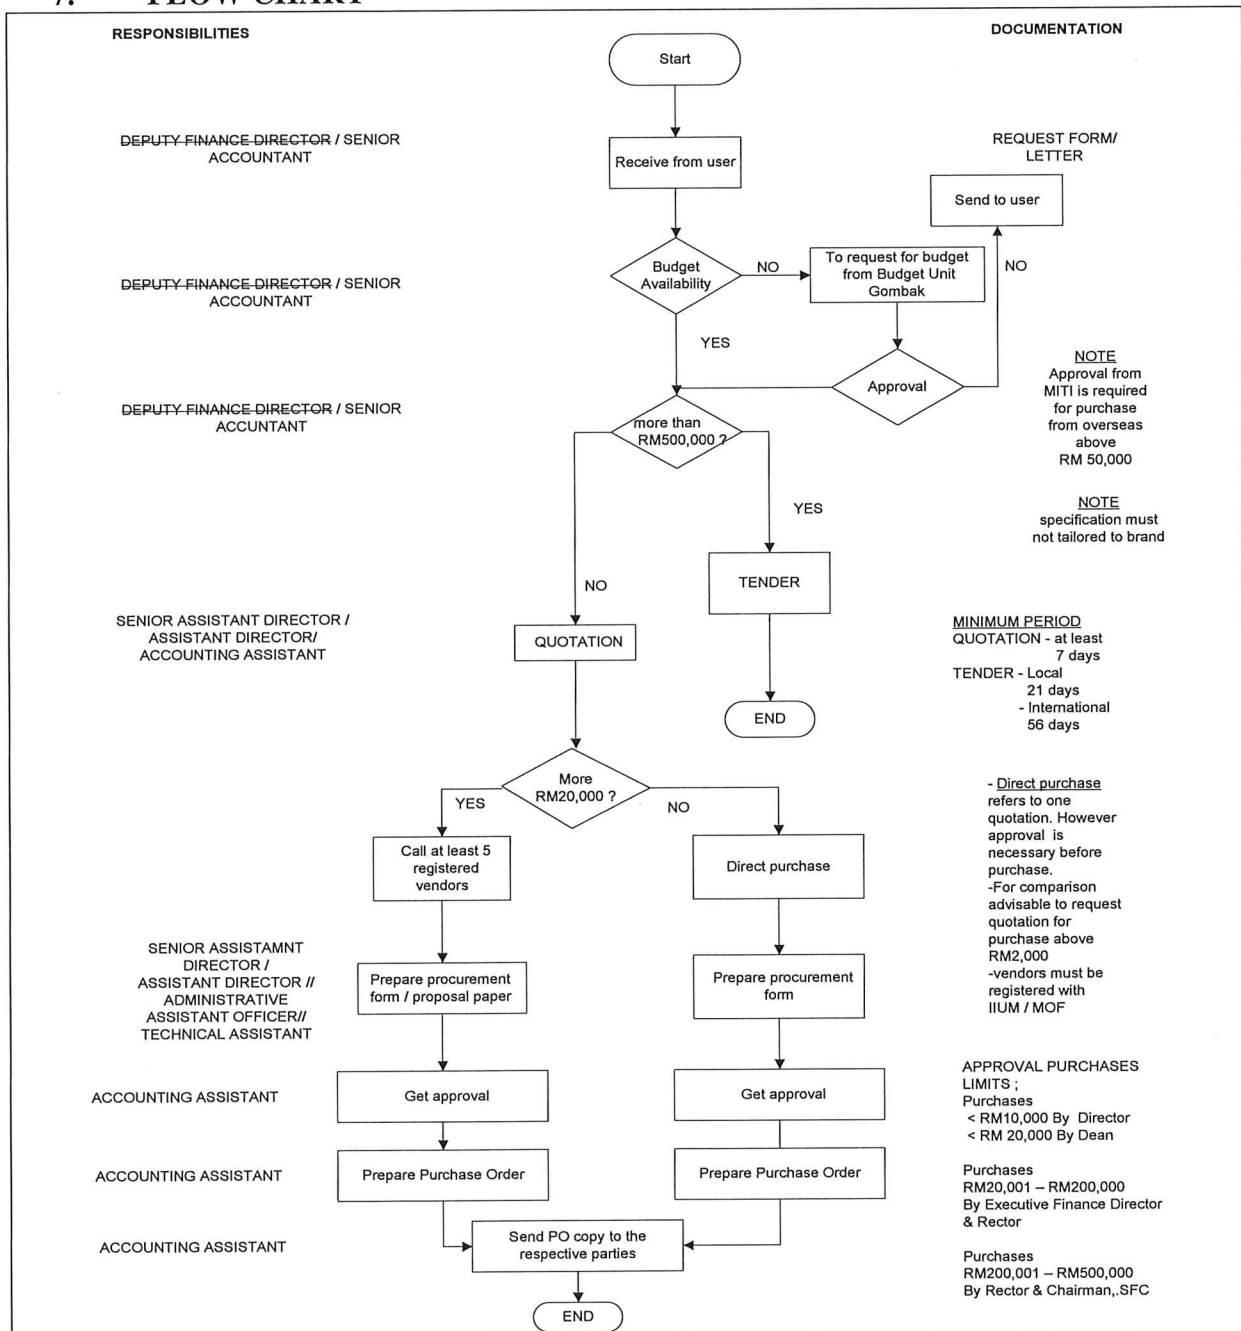 7. FLOW CHART
RESPONSIBILITIES
DOCUMENTATION
Start
DEPUTY FINANCE DIRECTOR / SENIOR
ACCOUNTANT
Receive from user
REQUEST FORM/
LETTER
Send to user
DEPUTY FINANCE DIRECTOR / SENIOR
ACCOUNTANT
Budget
Availability
NO
To request for budget
from Budget Unit
Gombak
NO
YES
Approval
NOTE
Approval from
MITI is required
for purchase
from overseas
above
RM 50,000
DEPUTY FINANCE DIRECTOR / SENIOR
ACCUNTANT
more than
RM500,000 ?
YES
NOTE
specification must
not tailored to brand
NO
TENDER
SENIOR ASSISTANT DIRECTOR /
ASSISTANT DIRECTOR/
ACCOUNTING ASSISTANT
QUOTATION
MINIMUM PERIOD
QUOTATION - at least
7 days
TENDER - Local
21 days
- International
56 days
END
More
RM20,000 ?
YES
NO
Call at least 5
registered
vendors
Direct purchase
- Direct purchase
refers to one
quotation. However
approval is
necessary before
purchase.
-For comparison
advisable to request
quotation for
purchase above
RM2,000
-vendors must be
registered with
IIUM / MOF
SENIOR ASSISTAMNT
DIRECTOR /
ASSISTANT DIRECTOR //
ADMINISTRATIVE
ASSISTANT OFFICER//
TECHNICAL ASSISTANT
Prepare procurement
form / proposal paper
Prepare procurement
form
ACCOUNTING ASSISTANT
Get approval
Get approval
APPROVAL PURCHASES
LIMITS ;
Purchases
< RM10,000 By Director
< RM 20,000 By Dean
ACCOUNTING ASSISTANT
Prepare Purchase Order
Prepare Purchase Order
Purchases
RM20,001 – RM200,000
By Executive Finance Director
& Rector
ACCOUNTING ASSISTANT
Send PO copy to the
respective parties
Purchases
RM200,001 – RM500,000
By Rector & Chairman,.SFC
END